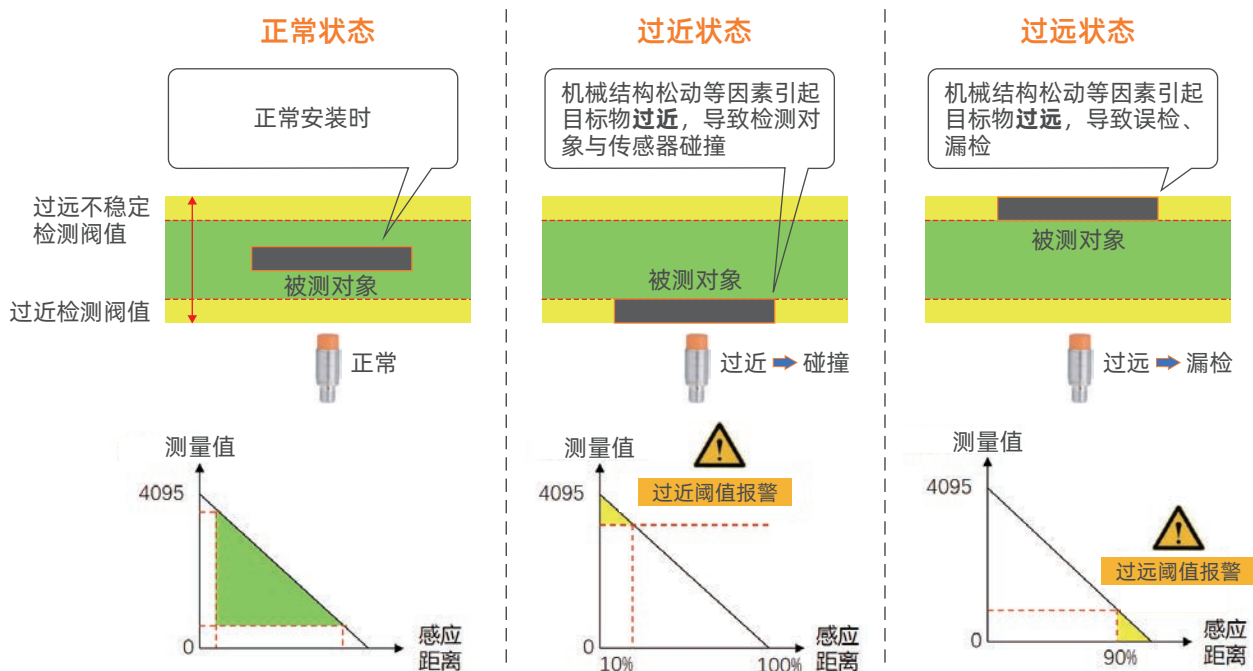 正常状态
过近状态
过远状态
正常安装时
机械结构松动等因素引起
目标物过近，导致检测对
象与传感器碰撞
机械结构松动等因素引起
目标物过远，导致误检、
漏检
过远不稳定
检测阀值
过近检测阀值
被测对象
被测对象
被测对象
正常
过近
碰撞
过远
漏检
测量值
4095
0
感应
距离
测量值
4095
过近阈值报警
0
10%
100%
感应
距离
测量值
4095
过远阈值报警
0
90%
感应
距离